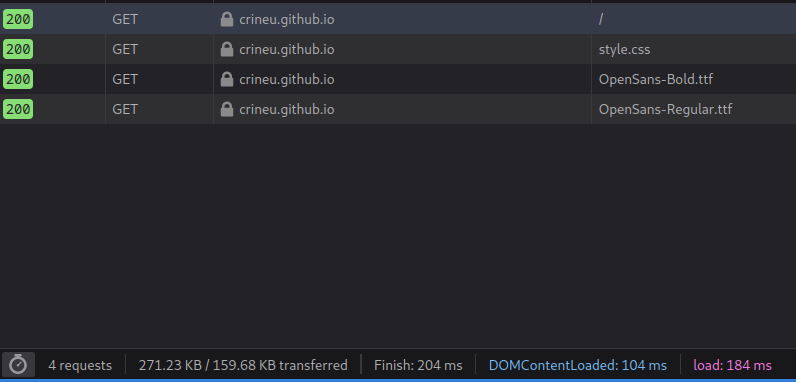 200 GET crineu.github.io /
200 GET crineu.github.io style.css
200 GET crineu.github.io OpenSans-Bold.ttf
200 GET crineu.github.io OpenSans-Regular.ttf
4 requests 271.23 KB / 159.68 KB transferred Finish: 204 ms DOMContentLoaded: 104 ms load: 184 ms